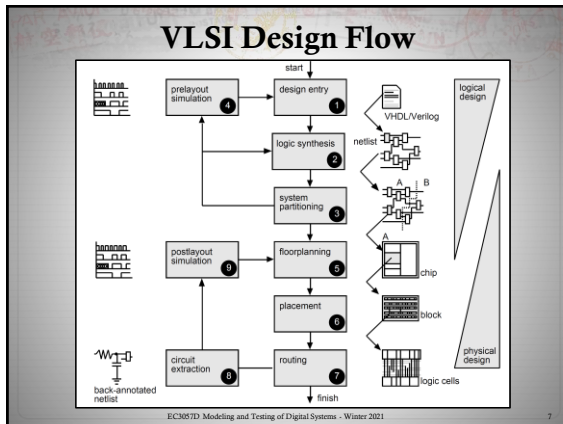 VLSI Design Flow
start
prelayout simulation
4
design entry
1
VHDL/Verilog
logical design
logic synthesis
2
netlist
system partitioning
3
A B
postlayout simulation
9
floorplanning
5
A
chip
placement
6
block
circuit extraction
8
routing
7
logic cells
physical design
back-annotated netlist
finish
EC3057D Modeling and Testing of Digital Systems - Winter 2021
7